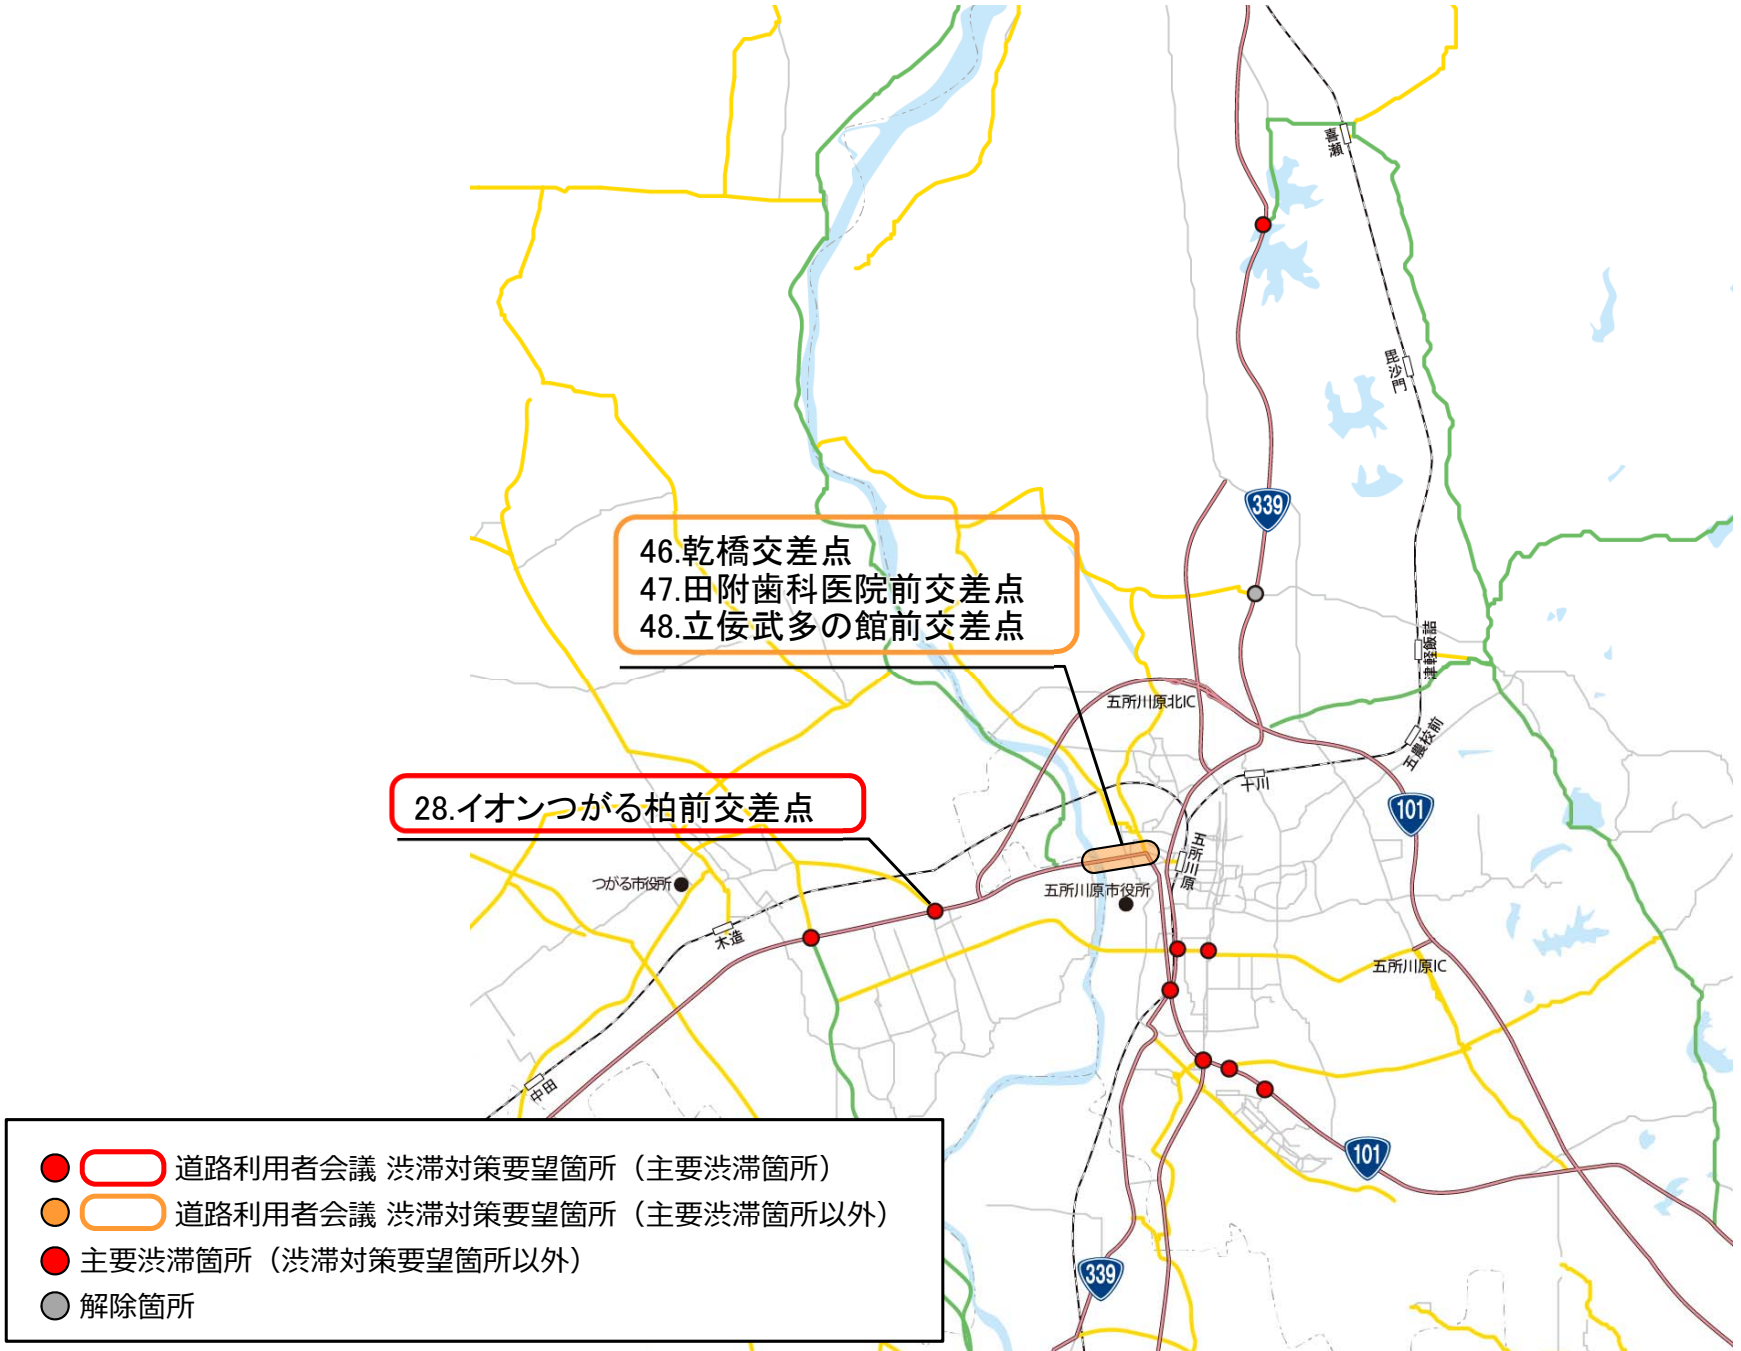 喜瀬
毘沙門
339
46.乾橋交差点
47.田附歯科医院前交差点
48.立佞武多の館前交差点
津軽飯詰
五所川原北IC
五農校前
十川
101
28.イオンつがる柏前交差点
五所川原
つがる市役所
五所川原市役所
木造
五所川原IC
中田
101
339
道路利用者会議 渋滞対策要望箇所（主要渋滞箇所）
道路利用者会議 渋滞対策要望箇所（主要渋滞箇所以外）
主要渋滞箇所（渋滞対策要望箇所以外）
解除箇所